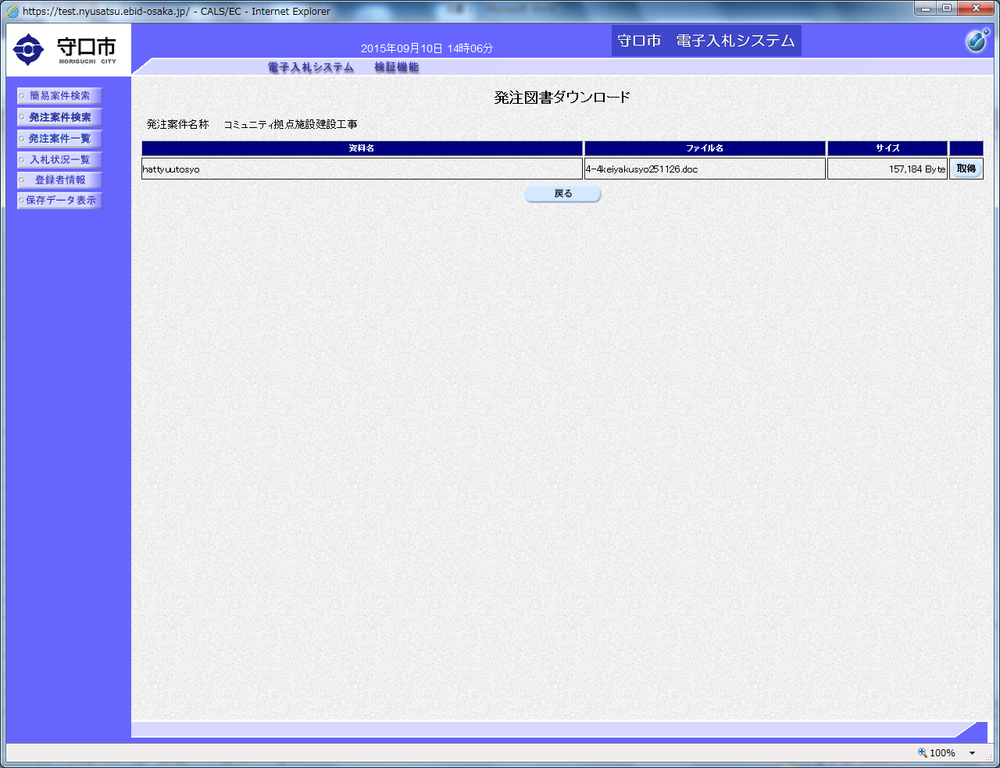 https://test.nyusatsu.ebid-osaka.jp/ - CALS/EC - Internet Explorer
守口市
MORIGUCHI CITY
2015年09月10日 14時06分
守口市 電子入札システム
電子入札システム 検証機能
簡易案件検索
発注案件検索
発注案件一覧
入札状況一覧
登録者情報
保存データ表示
発注図書ダウンロード
発注案件名称 コミュニティ拠点施設建設工事
資料名 ファイル名 サイズ
hattyuutosyo 4-4keiyakusyo251126.doc 157,184 Byte 取得
戻る
100%